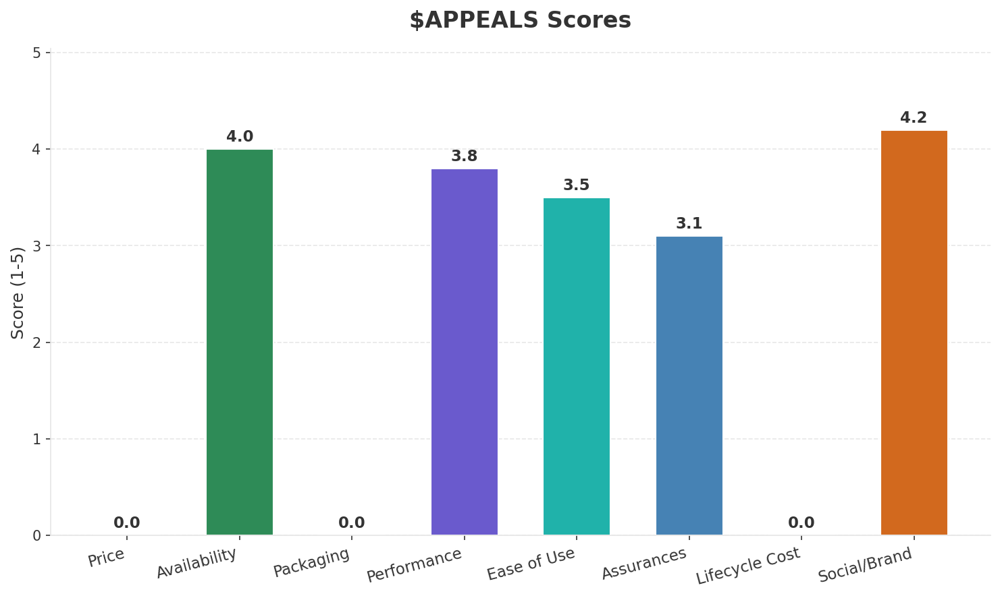 $APPEALS Scores
Score (1-5)
5
4
3
2
1
0
0.0
4.0
0.0
3.8
3.5
3.1
0.0
4.2
Price
Availability
Packaging
Performance
Ease of Use
Assurances
Lifecycle Cost
Social/Brand